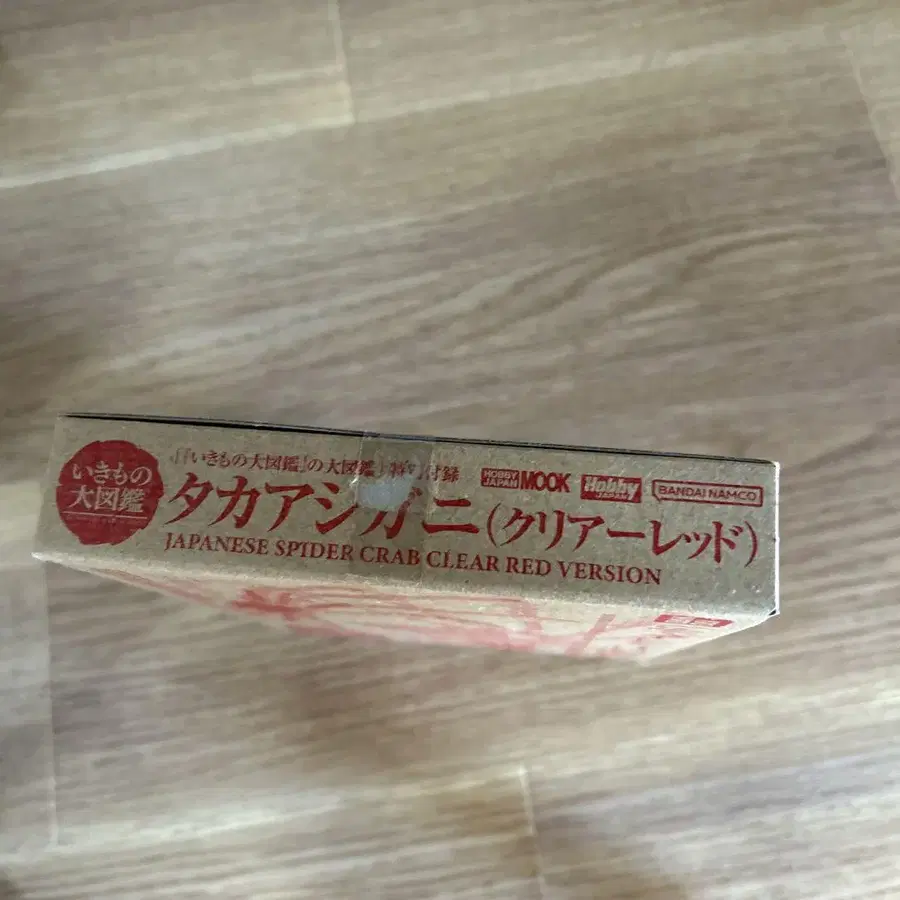 いきもの
大図鑑
『「いきもの大図鑑」の大図鑑』特別付録
HOBBY JAPAN MOOK
Hobby JAPAN
BANDAI NAMCO
タカアシガニ(クリアーレッド)
JAPANESE SPIDER CRAB CLEAR RED VERSION